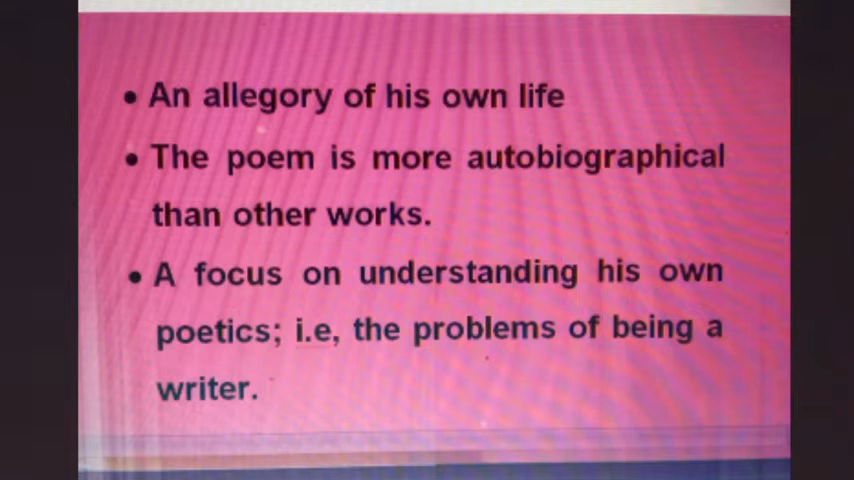 • An allegory of his own life
• The poem is more autobiographical
than other works.
• A focus on understanding his own
poetics; i.e, the problems of being a
writer.